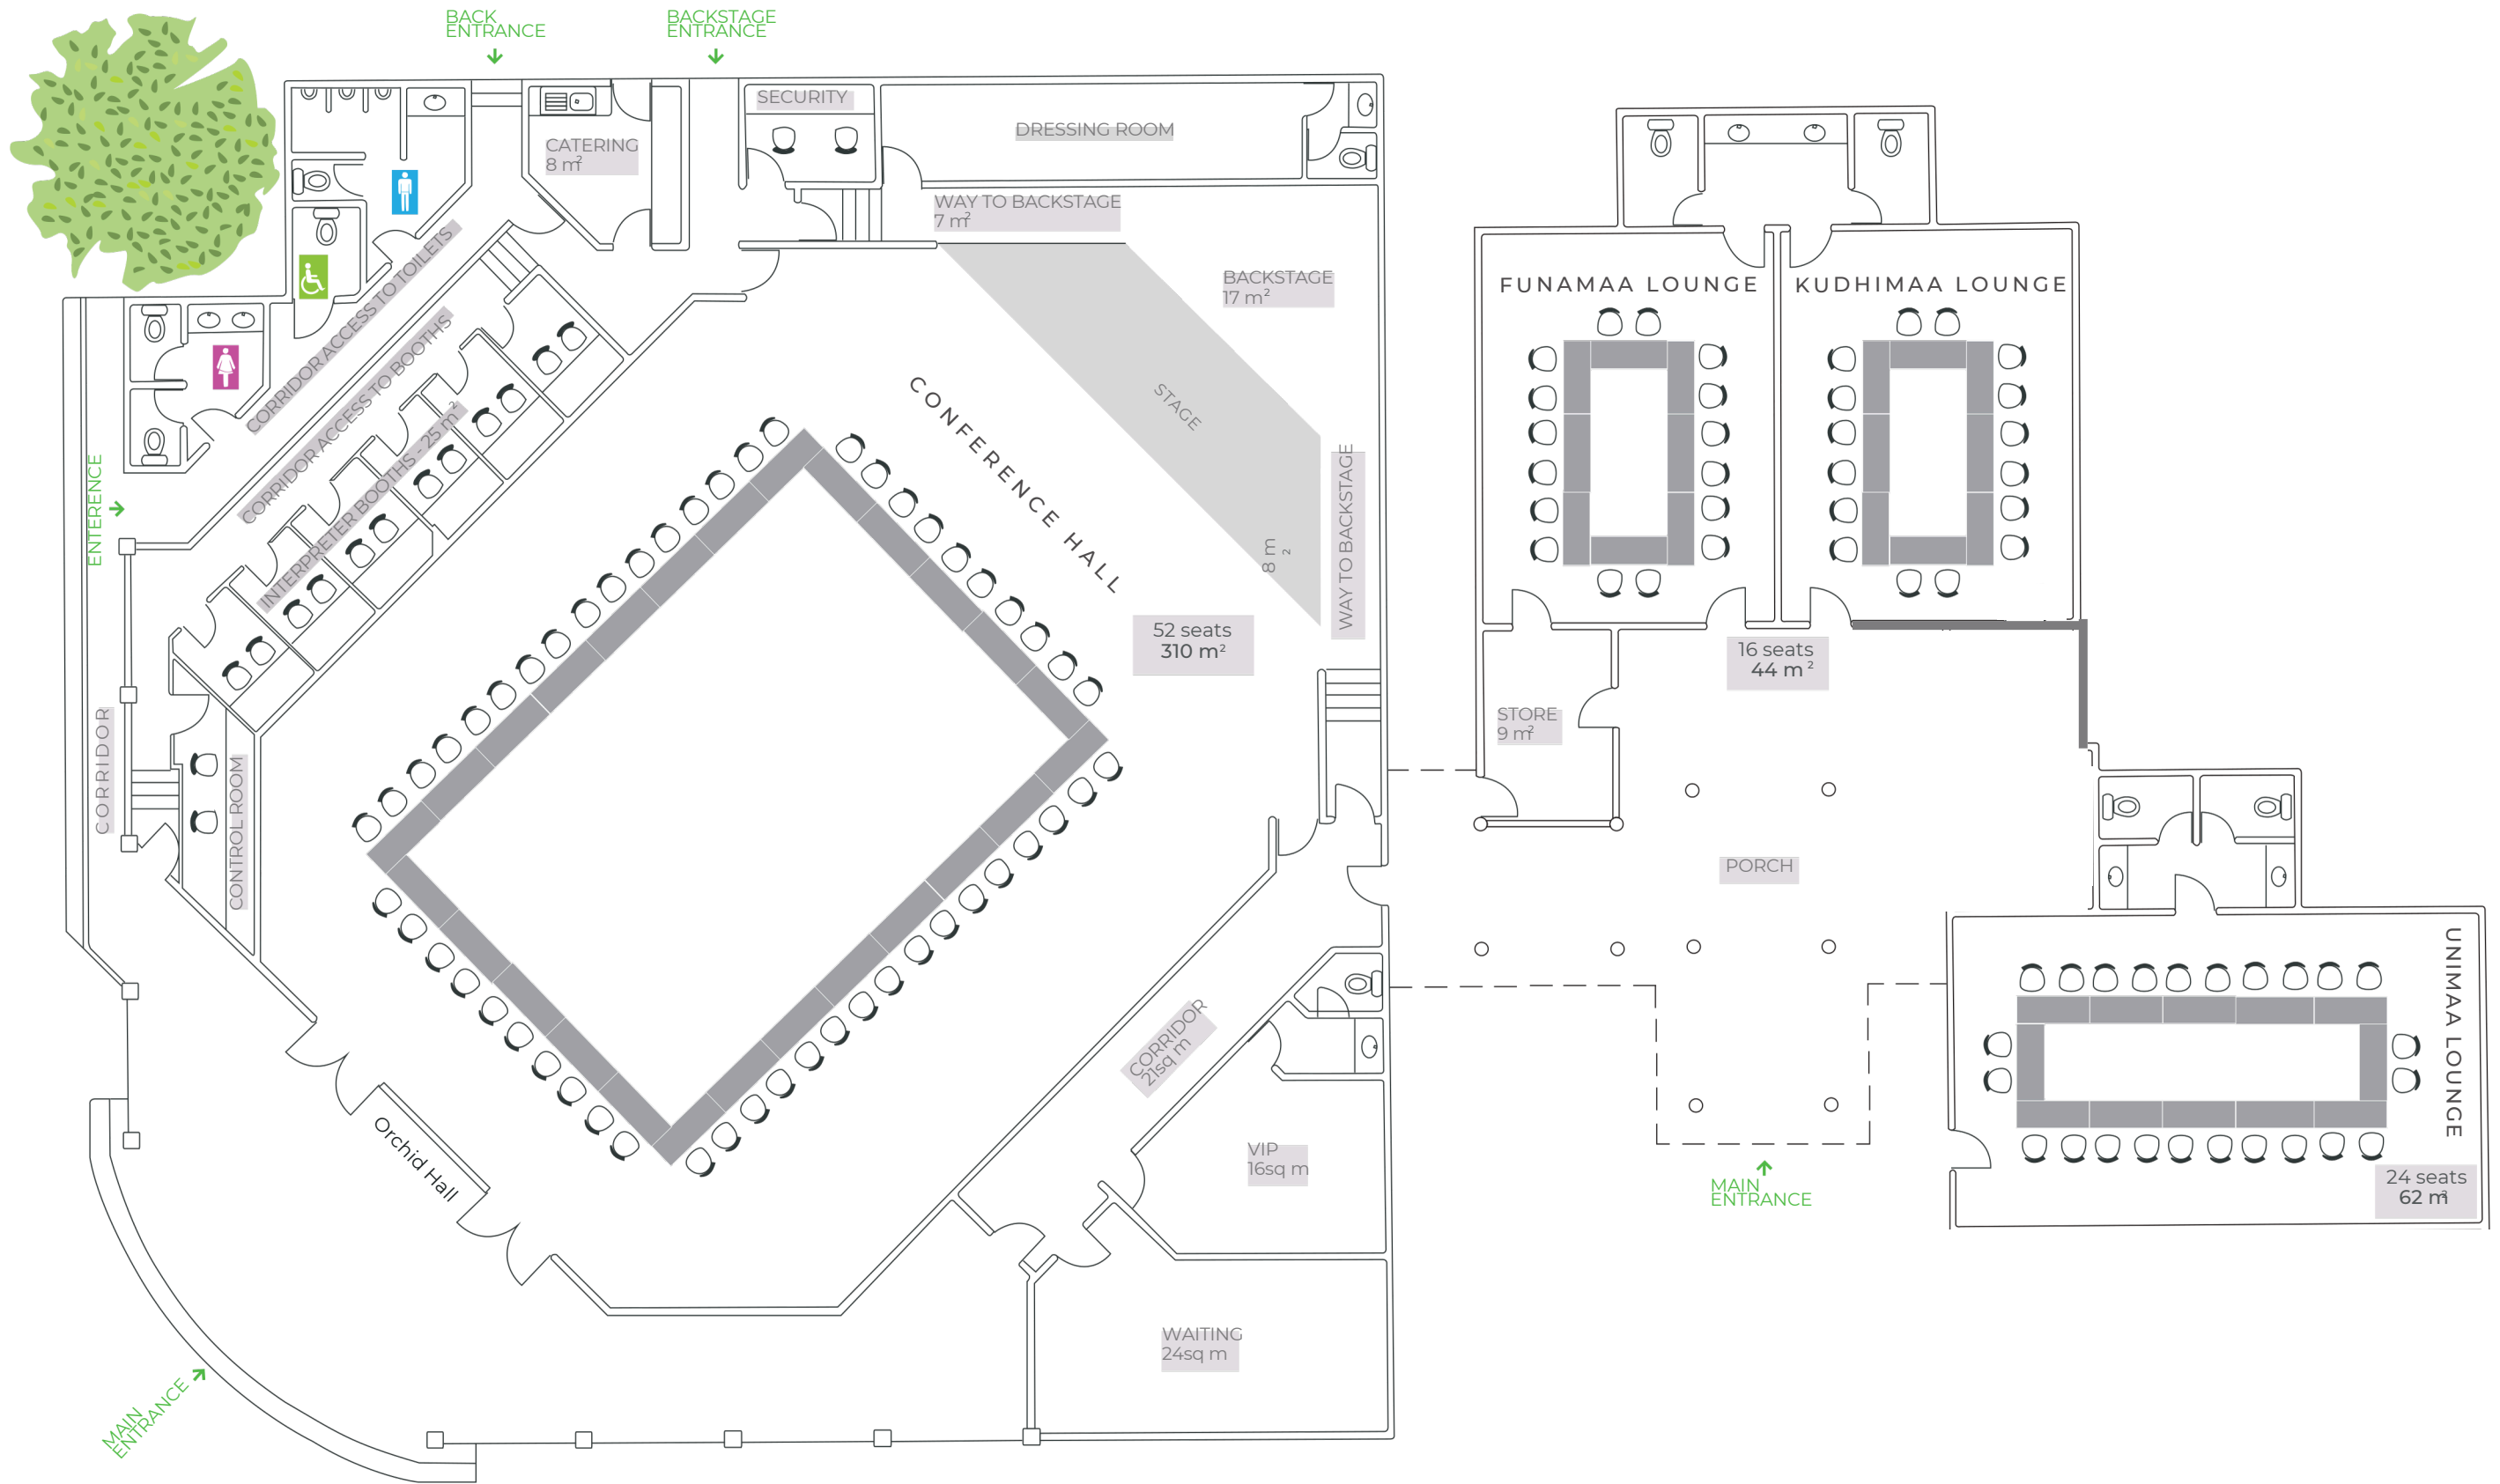 BACK
ENTRANCE
BACKSTAGE
ENTRANCE
SECURITY
DRESSING ROOM
CATERING
8 m²
WAY TO BACKSTAGE
7 m²
BACKSTAGE
17 m²
STAGE
CORRIDOR ACCESS TO TOILETS
CORRIDOR ACCESS TO BOOTHS
INTERPRETER BOOTHS - 25 m²
ENTERENCE
CORRIDOR
CONTROL ROOM
CONFERENCE HALL
8 m²
WAY TO BACKSTAGE
52 seats
310 m²
FUNAMAA LOUNGE
KUDHIMAA LOUNGE
16 seats
44 m²
STORE
9 m²
PORCH
UNIMAA LOUNGE
24 seats
62 m²
CORRIDOR
21sq m
VIP
16sq m
MAIN
ENTRANCE
Orchid Hall
WAITING
24sq m
MAIN
ENTRANCE